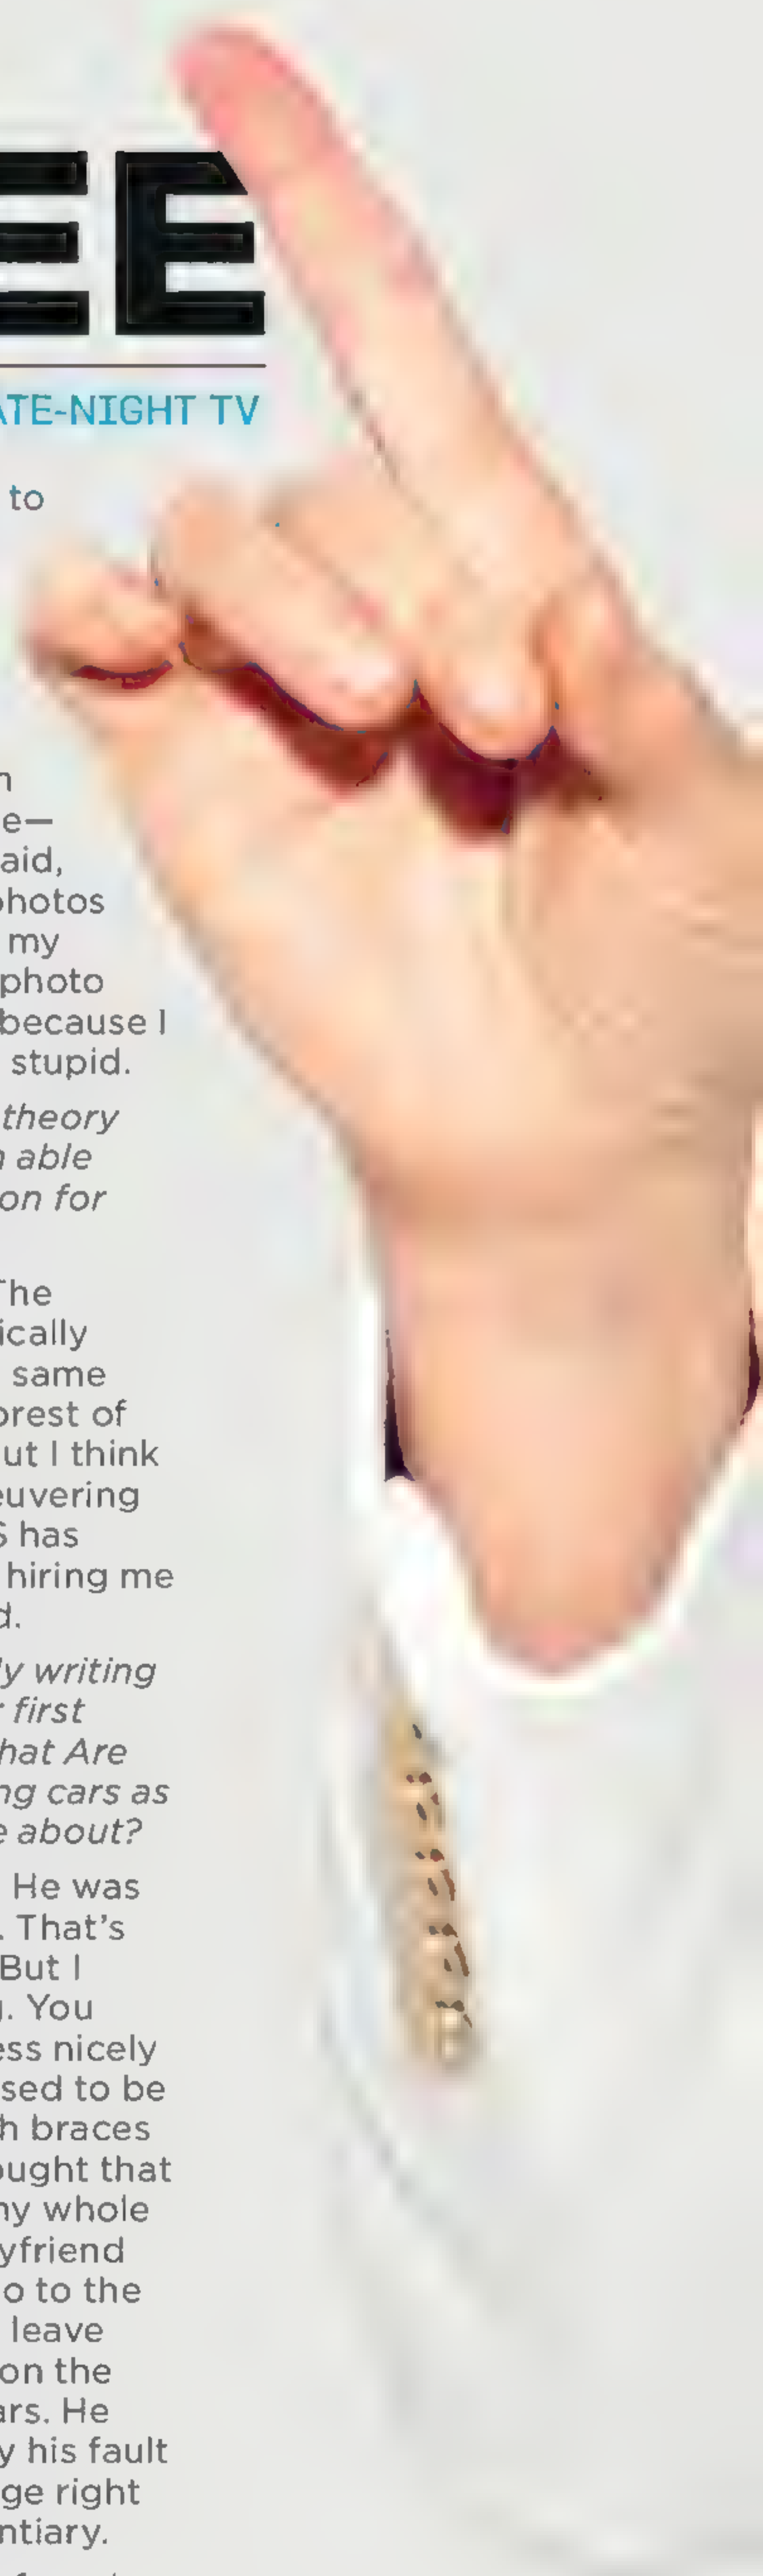 EE
ATE-NIGHT TV
to
n
e—
aid,
photos
my
photo
because I
stupid.
theory
n able
on for
The
ically
same
orest of
ut I think
euvering
S has
hiring me
d.
ly writing
r first
hat Are
ng cars as
e about?
He was
. That's
But I
g. You
ess nicely
sed to be
h braces
ought that
ny whole
yfriend
o to the
leave
on the
ars. He
y his fault
ge right
ntiary.